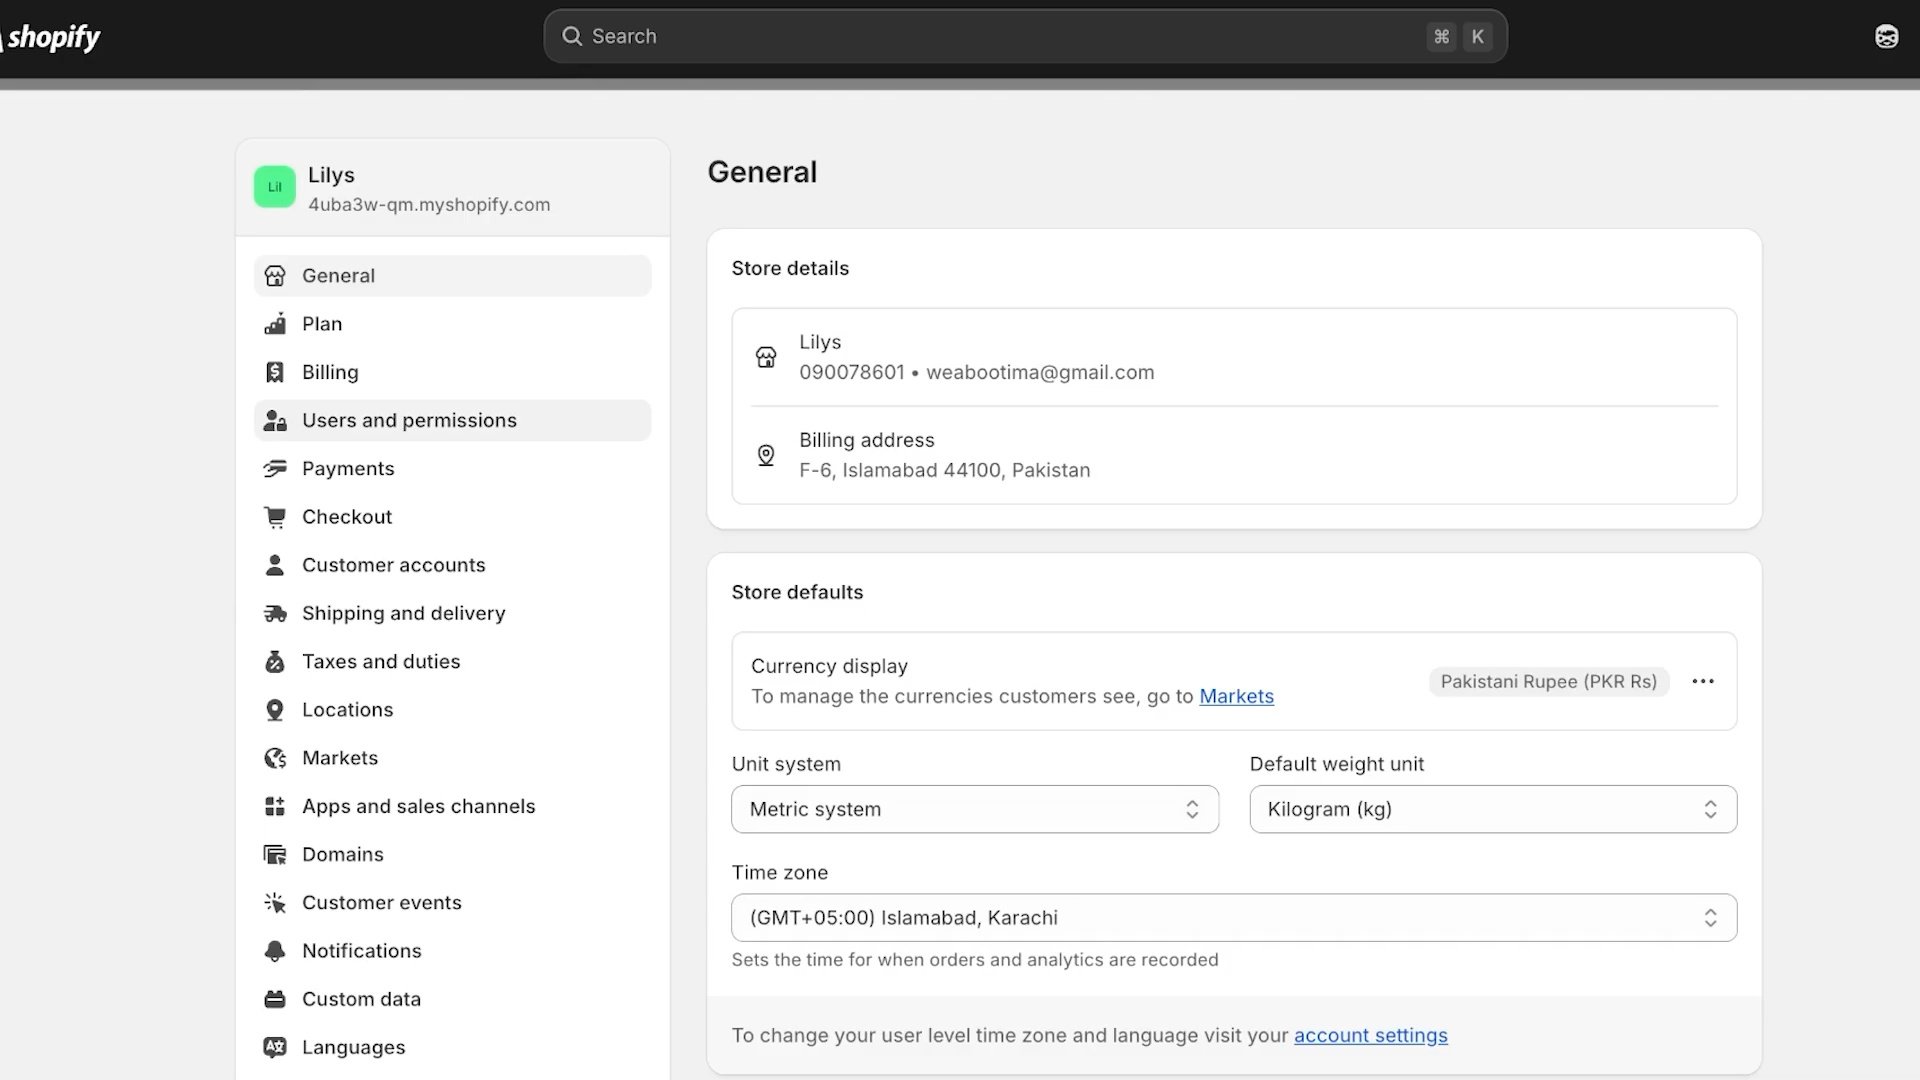 shopify
Search
⌘ K
Lil
Lilys
4uba3w-qm.myshopify.com
General
Plan
Billing
Users and permissions
Payments
Checkout
Customer accounts
Shipping and delivery
Taxes and duties
Locations
Markets
Apps and sales channels
Domains
Customer events
Notifications
Custom data
Languages
General
Store details
Lilys
090078601 • weabootima@gmail.com
Billing address
F-6, Islamabad 44100, Pakistan
Store defaults
Currency display
To manage the currencies customers see, go to Markets
Pakistani Rupee (PKR Rs)
Unit system
Metric system
Default weight unit
Kilogram (kg)
Time zone
(GMT+05:00) Islamabad, Karachi
Sets the time for when orders and analytics are recorded
To change your user level time zone and language visit your account settings